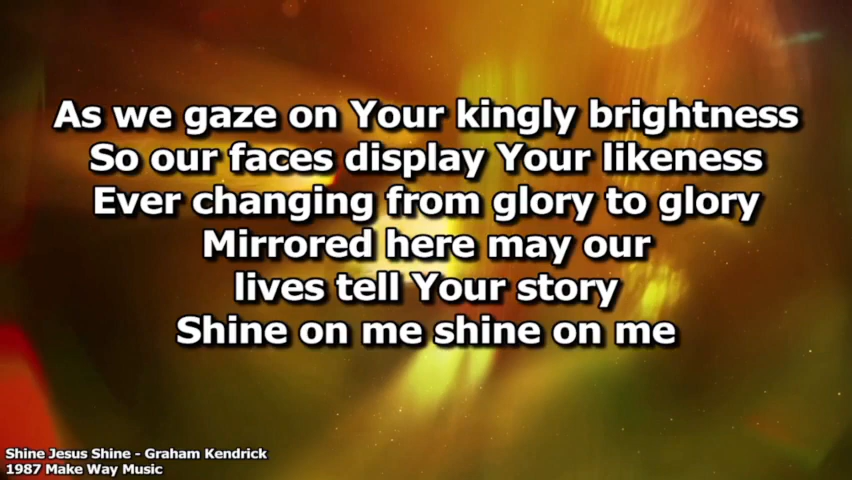 As we gaze on Your kingly brightness
So our faces display Your likeness
Ever changing from glory to glory
Mirrored here may our
lives tell Your story
Shine on me shine on me
Shine Jesus Shine - Graham Kendrick
1987 Make Way Music